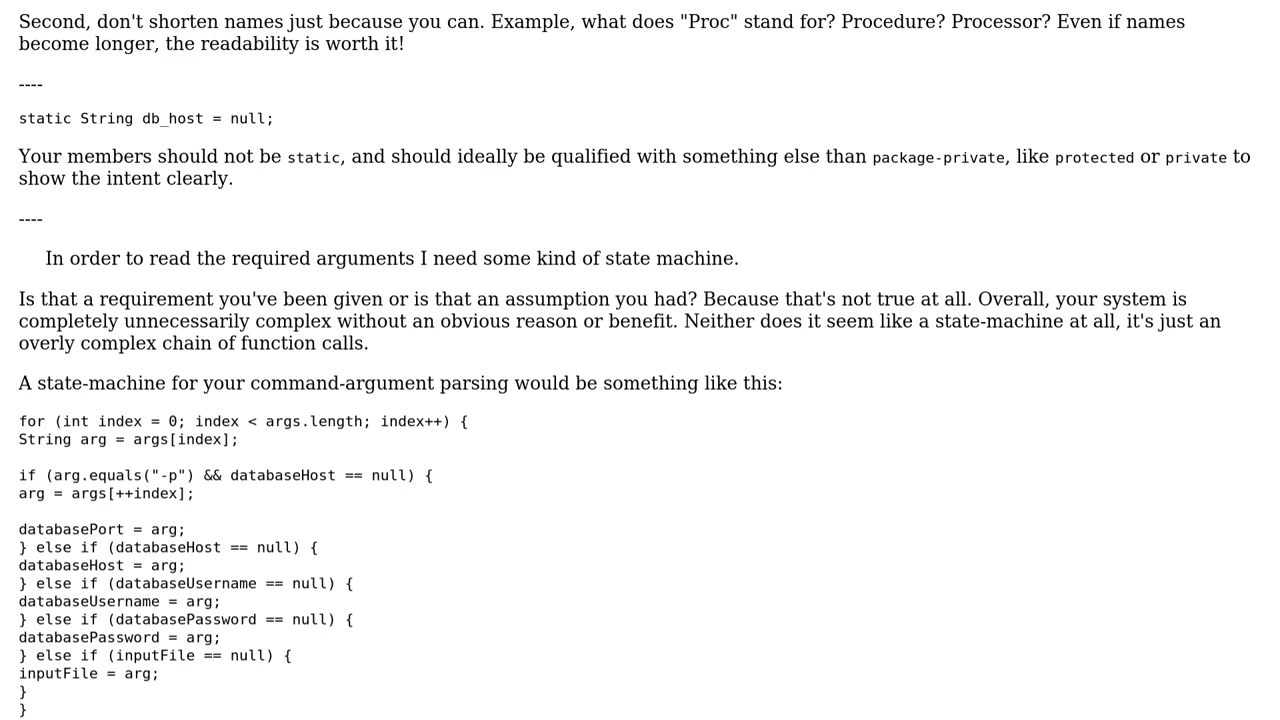 Second, don't shorten names just because you can. Example, what does "Proc" stand for? Procedure? Processor? Even if names
become longer, the readability is worth it!
----
static String db_host = null;
Your members should not be static, and should ideally be qualified with something else than package-private, like protected or private to
show the intent clearly.
----
In order to read the required arguments I need some kind of state machine.
Is that a requirement you've been given or is that an assumption you had? Because that's not true at all. Overall, your system is
completely unnecessarily complex without an obvious reason or benefit. Neither does it seem like a state-machine at all, it's just an
overly complex chain of function calls.
A state-machine for your command-argument parsing would be something like this:
for (int index = 0; index < args.length; index++) {
String arg = args[index];
if (arg.equals("-p") && databaseHost == null) {
arg = args[++index];
databasePort = arg;
} else if (databaseHost == null) {
databaseHost = arg;
} else if (databaseUsername == null) {
databaseUsername = arg;
} else if (databasePassword == null) {
databasePassword = arg;
} else if (inputFile == null) {
inputFile = arg;
}
}